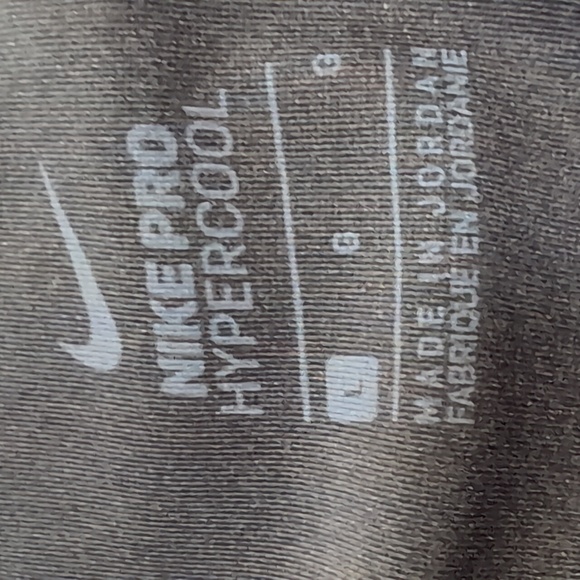 NIKE PRO
HYPERCOOL
L G G
MADE IN JORDAN
FABRIQUÉ EN JORDANIE